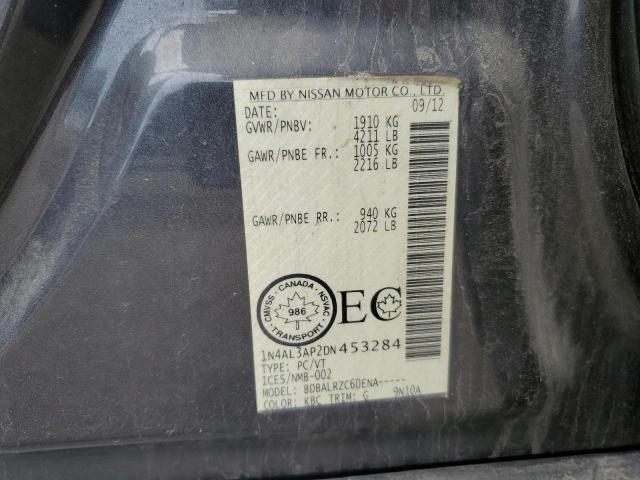 MFD BY NISSAN MOTOR CO., LTD.
DATE: 09/12
GVWR/PNBV: 1910 KG
4211 LB
GAWR/PNBE FR: 1005 KG
2216 LB
GAWR/PNBE RR: 940 KG
2072 LB
CMVSS · CANADA · NSVAC
986
TRANSPORT
EC
1N4AL3AP2DN453284
TYPE: PC/VT
ICES/NMB-002
MODEL: BDBALRZC6DENA-----
COLOR: KBC TRIM: G 9N10A